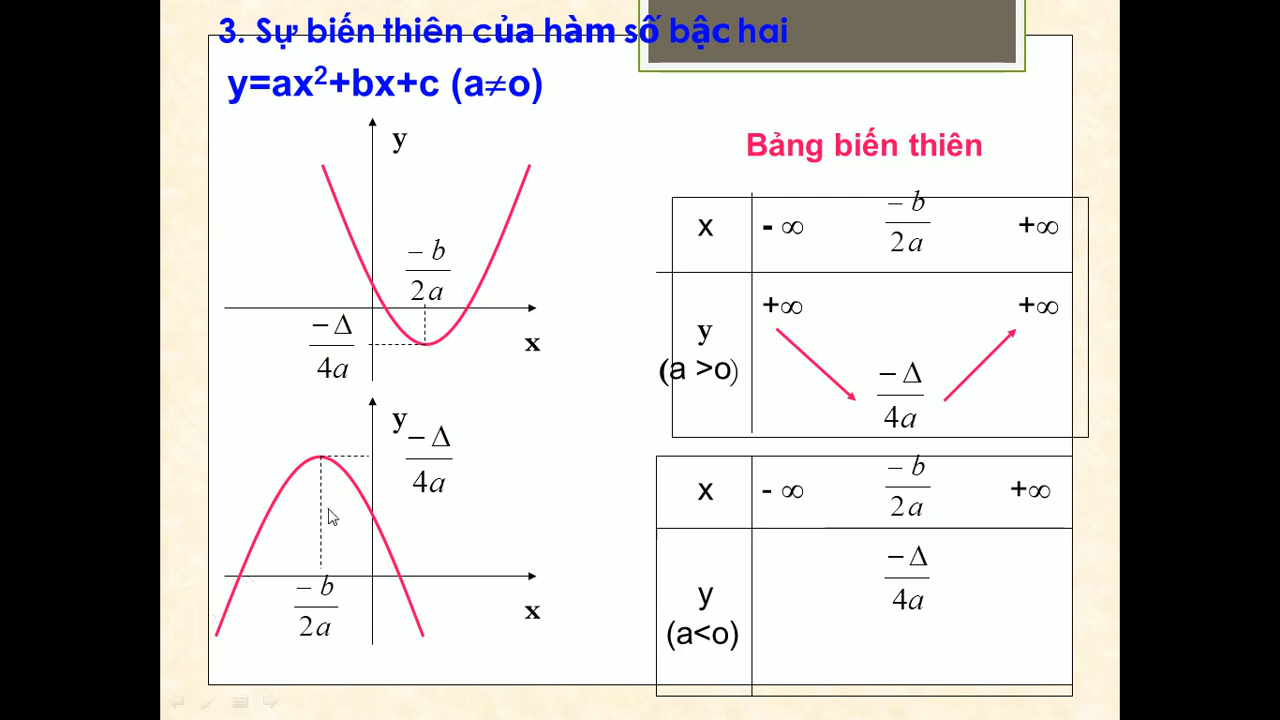 3. Sự biến thiên của hàm số bậc hai
y=ax²+bx+c (a≠o)
y
−b/2a
−Δ/4a
x
y
−Δ/4a
−b/2a
x
Bảng biến thiên
x -∞ −b/2a +∞
y +∞ +∞
(a >o)
−Δ/4a
x -∞ −b/2a +∞
−Δ/4a
y
(a<o)